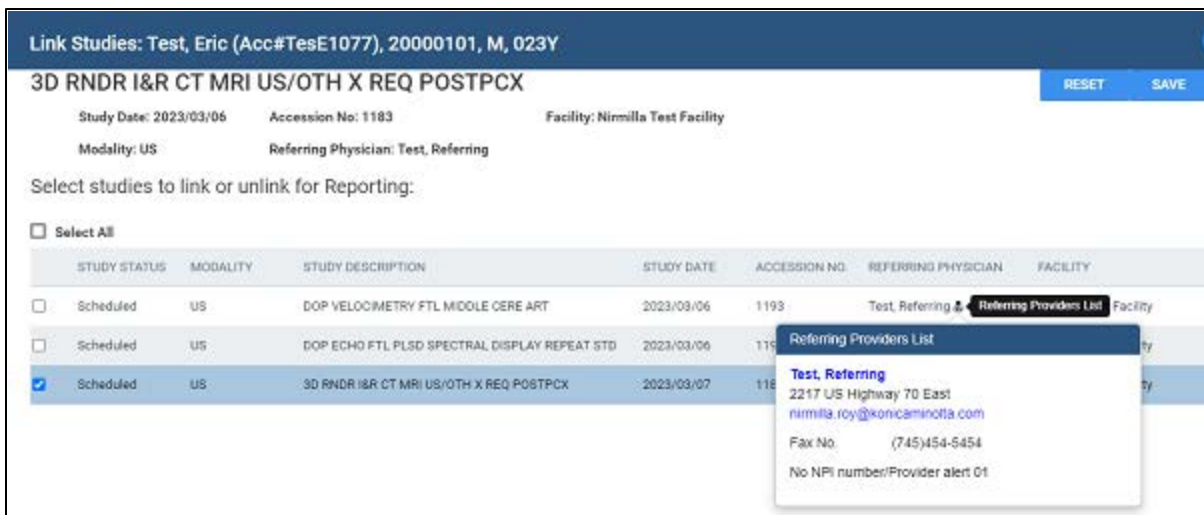 Link Studies: Test, Eric (Acc#TesE1077), 20000101, M, 023Y
3D RNDR I&R CT MRI US/OTH X REQ POSTPCX
RESET SAVE
Study Date: 2023/03/06 Accession No: 1183 Facility: Nirmilla Test Facility
Modality: US Referring Physician: Test, Referring
Select studies to link or unlink for Reporting:
Select All
STUDY STATUS MODALITY STUDY DESCRIPTION STUDY DATE ACCESSION NO. REFERRING PHYSICIAN FACILITY
Scheduled US DOP VELOCIMETRY FTL MIDDLE CERE ART 2023/03/06 1193 Test, Referring Referring Providers List Facility
Scheduled US DOP ECHO FTL PLSD SPECTRAL DISPLAY REPEAT STD 2023/03/06 119 ty
Scheduled US 3D RNDR I&R CT MRI US/OTH X REQ POSTPCX 2023/03/07 118 ty
Referring Providers List
Test, Referring
2217 US Highway 70 East
nirmilla.roy@konicaminolta.com
Fax No. (745)454-5454
No NPI number/Provider alert 01